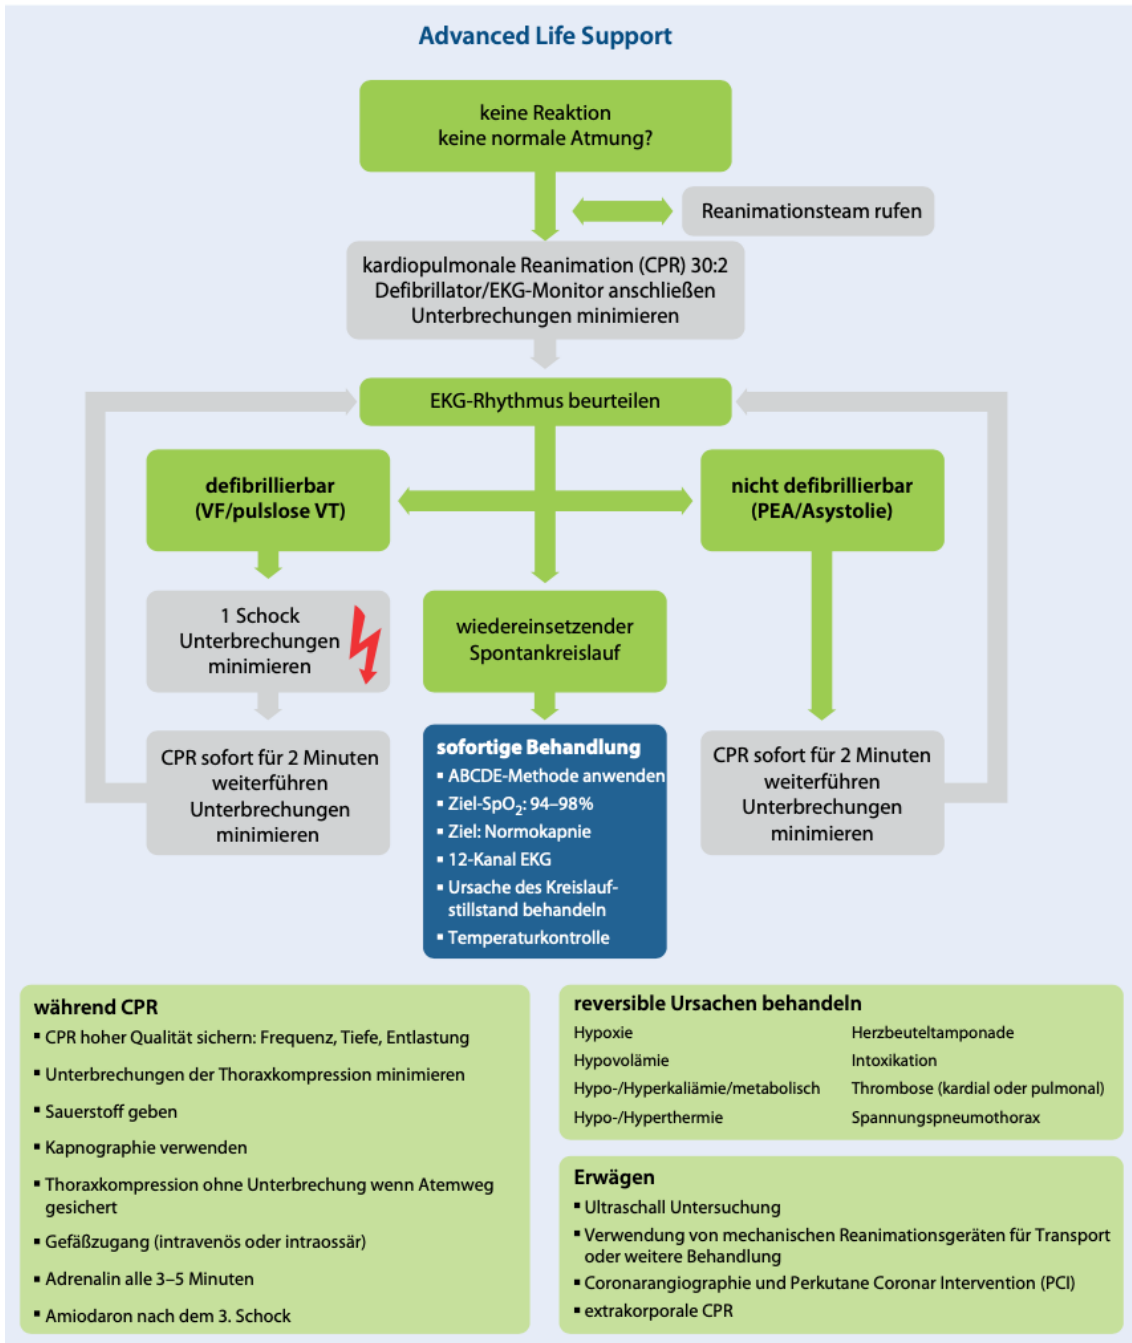 Advanced Life Support
keine Reaktion
keine normale Atmung?
Reanimationsteam rufen
kardiopulmonale Reanimation (CPR) 30:2
Defibrillator/EKG-Monitor anschließen
Unterbrechungen minimieren
EKG-Rhythmus beurteilen
defibrillierbar
(VF/pulslose VT)
nicht defibrillierbar
(PEA/Asystolie)
1 Schock
Unterbrechungen
minimieren
wiedereinsetzender
Spontankreislauf
CPR sofort für 2 Minuten
weiterführen
Unterbrechungen
minimieren
sofortige Behandlung
▪ ABCDE-Methode anwenden
▪ Ziel-SpO₂: 94–98%
▪ Ziel: Normokapnie
▪ 12-Kanal EKG
▪ Ursache des Kreislauf-
stillstand behandeln
▪ Temperaturkontrolle
CPR sofort für 2 Minuten
weiterführen
Unterbrechungen
minimieren
während CPR
▪ CPR hoher Qualität sichern: Frequenz, Tiefe, Entlastung
▪ Unterbrechungen der Thoraxkompression minimieren
▪ Sauerstoff geben
▪ Kapnographie verwenden
▪ Thoraxkompression ohne Unterbrechung wenn Atemweg
gesichert
▪ Gefäßzugang (intravenös oder intraossär)
▪ Adrenalin alle 3–5 Minuten
▪ Amiodaron nach dem 3. Schock
reversible Ursachen behandeln
Hypoxie
Hypovolämie
Hypo-/Hyperkaliämie/metabolisch
Hypo-/Hyperthermie
Herzbeuteltamponade
Intoxikation
Thrombose (kardial oder pulmonal)
Spannungspneumothorax
Erwägen
▪ Ultraschall Untersuchung
▪ Verwendung von mechanischen Reanimationsgeräten für Transport
oder weitere Behandlung
▪ Coronarangiographie und Perkutane Coronar Intervention (PCI)
▪ extrakorporale CPR